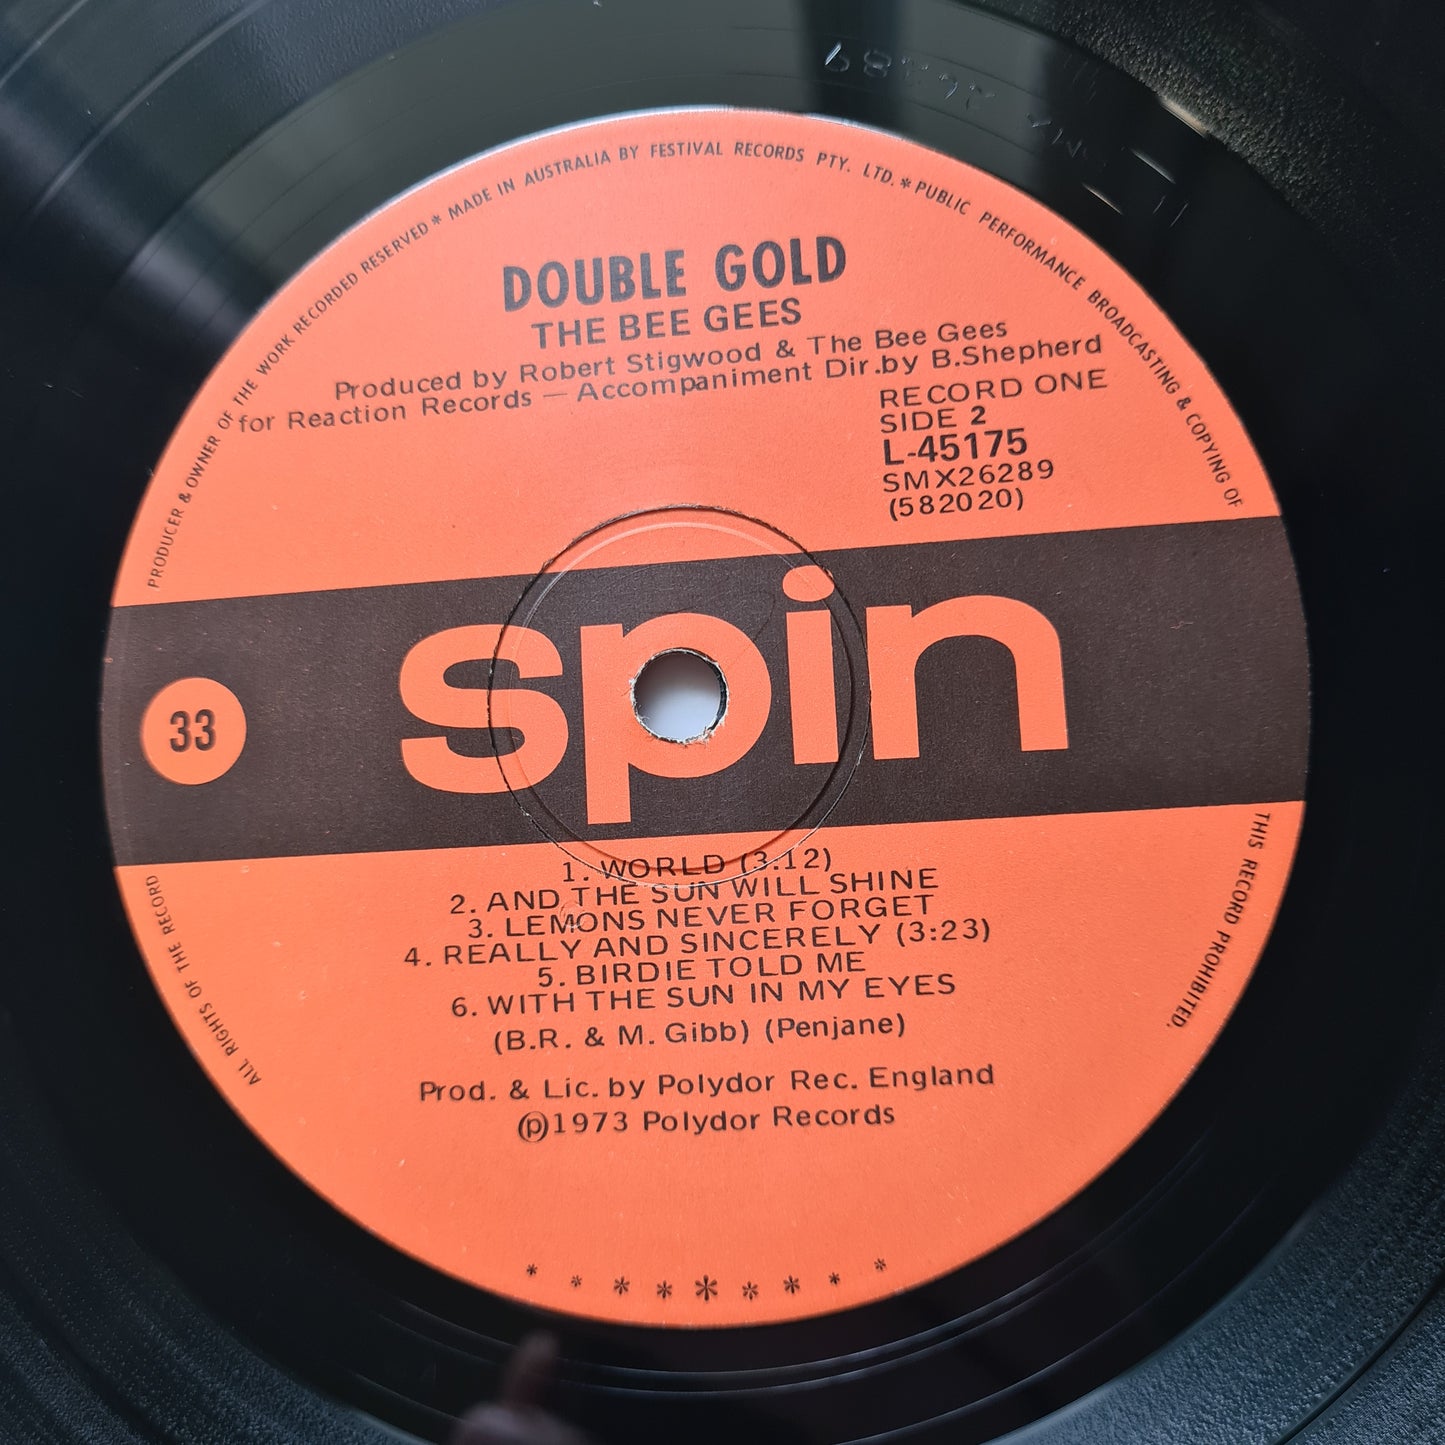 PRODUCER & OWNER OF THE WORK RECORDED RESERVED * MADE IN AUSTRALIA BY FESTIVAL RECORDS PTY. LTD. * PUBLIC PERFORMANCE BROADCASTING & COPYING OF
DOUBLE GOLD
THE BEE GEES
Produced by Robert Stigwood & The Bee Gees
for Reaction Records — Accompaniment Dir.by B.Shepherd
RECORD ONE
SIDE 2
L-45175
SMX26289
(582020)
spin
33
1. WORLD (3.12)
2. AND THE SUN WILL SHINE
3. LEMONS NEVER FORGET
4. REALLY AND SINCERELY (3:23)
5. BIRDIE TOLD ME
6. WITH THE SUN IN MY EYES
(B.R. & M. Gibb) (Penjane)
Prod. & Lic. by Polydor Rec. England
Ⓟ1973 Polydor Records
ALL RIGHTS OF THE RECORD
THIS RECORD PROHIBITED.
* * * * * * * * *